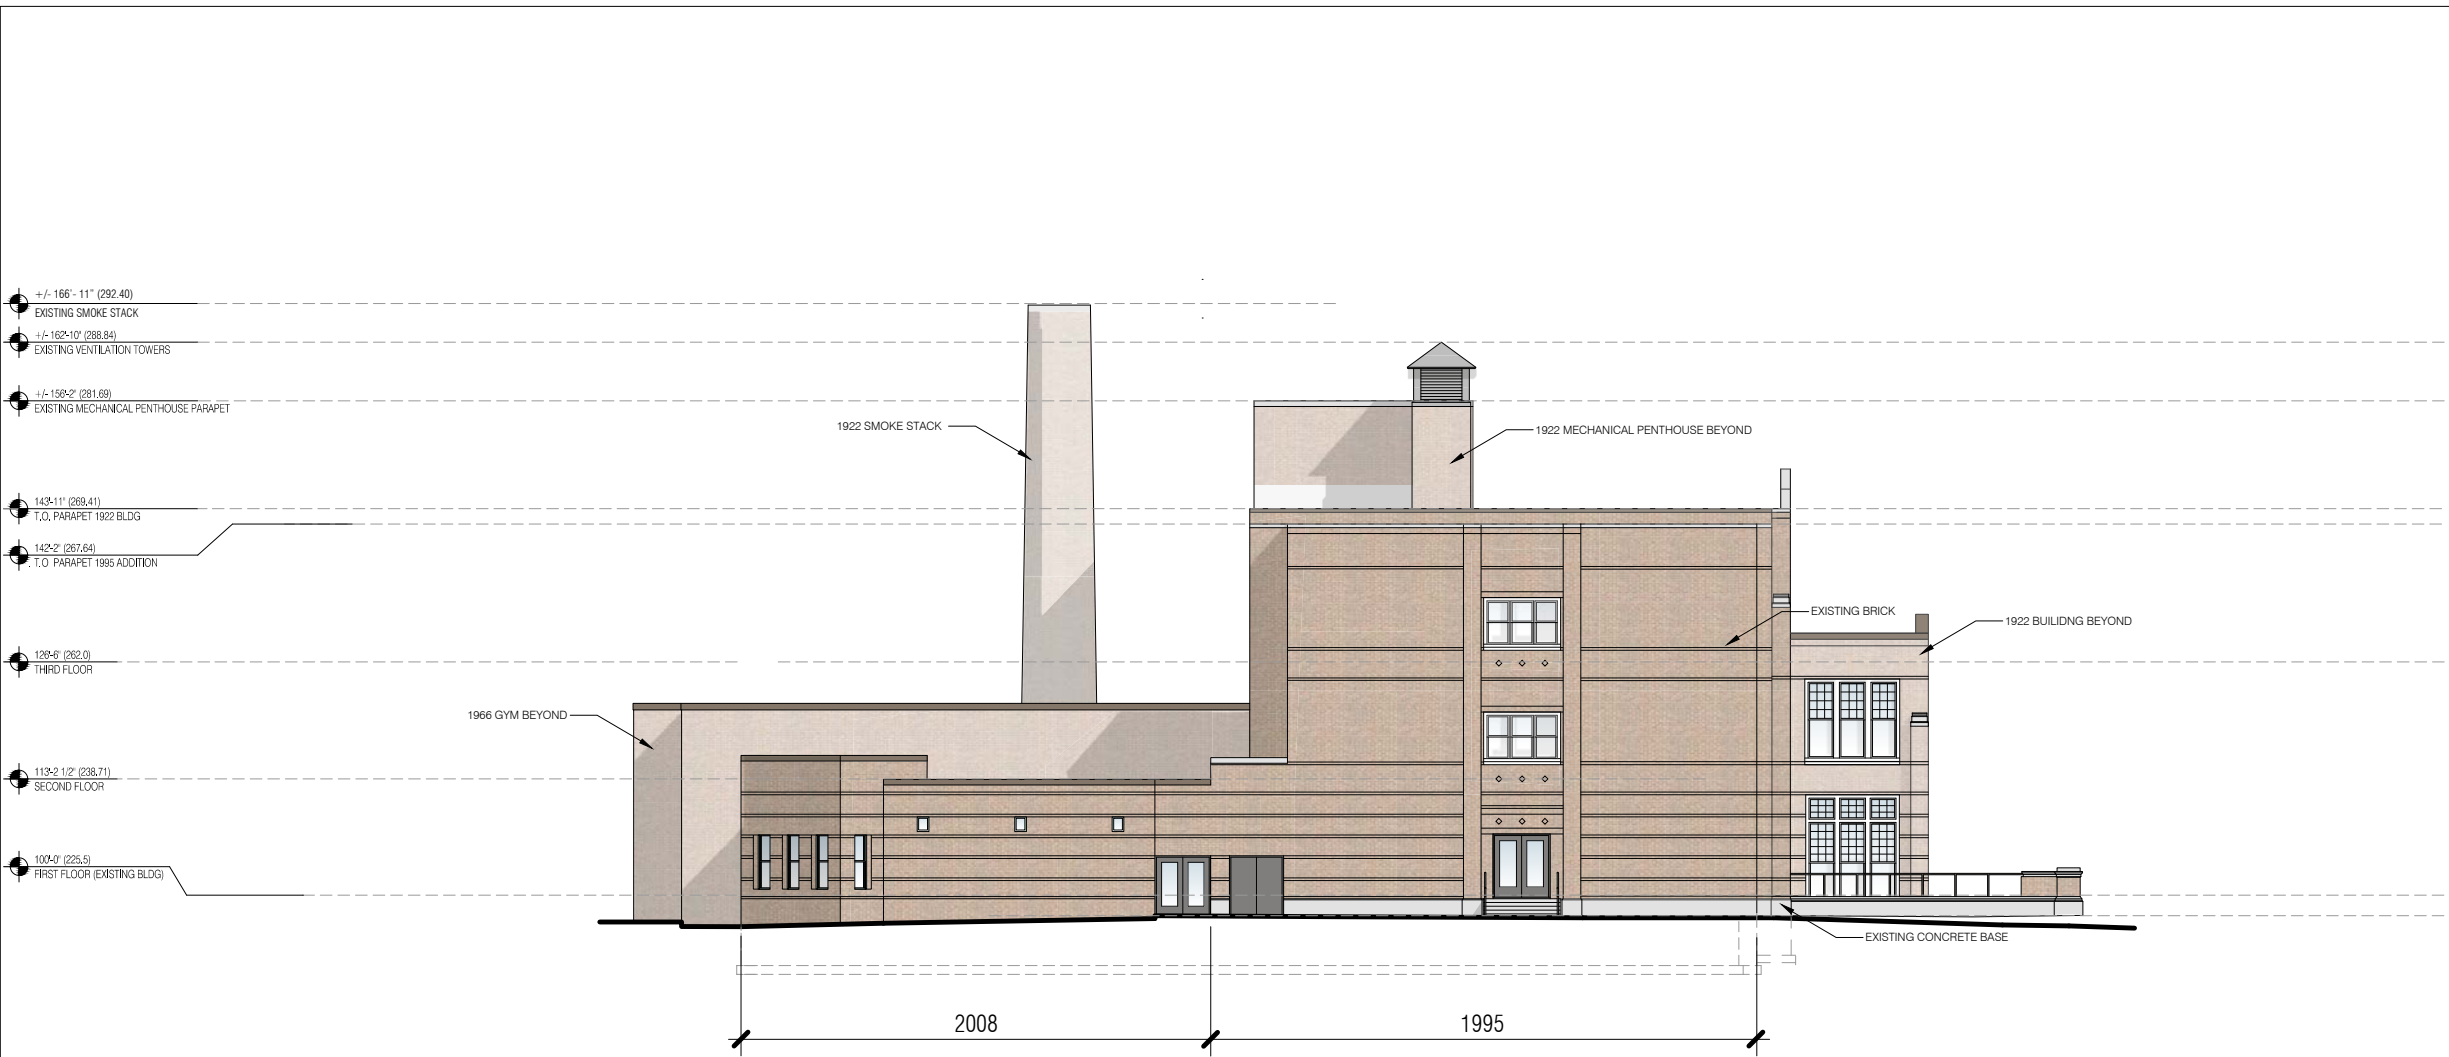 +/- 166'- 11" (292.40)
EXISTING SMOKE STACK
+/- 162'-10" (288.84)
EXISTING VENTILATION TOWERS
+/- 156'-2" (281.69)
EXISTING MECHANICAL PENTHOUSE PARAPET
1922 SMOKE STACK
1922 MECHANICAL PENTHOUSE BEYOND
143'-11" (269.41)
T.O. PARAPET 1922 BLDG
142'-2" (267.64)
T.O PARAPET 1995 ADDITION
EXISTING BRICK
1922 BUILIDNG BEYOND
126'-6" (262.0)
THIRD FLOOR
1966 GYM BEYOND
113'-2 1/2" (238.71)
SECOND FLOOR
100'-0" (225.5)
FIRST FLOOR (EXISTING BLDG)
EXISTING CONCRETE BASE
2008
1995